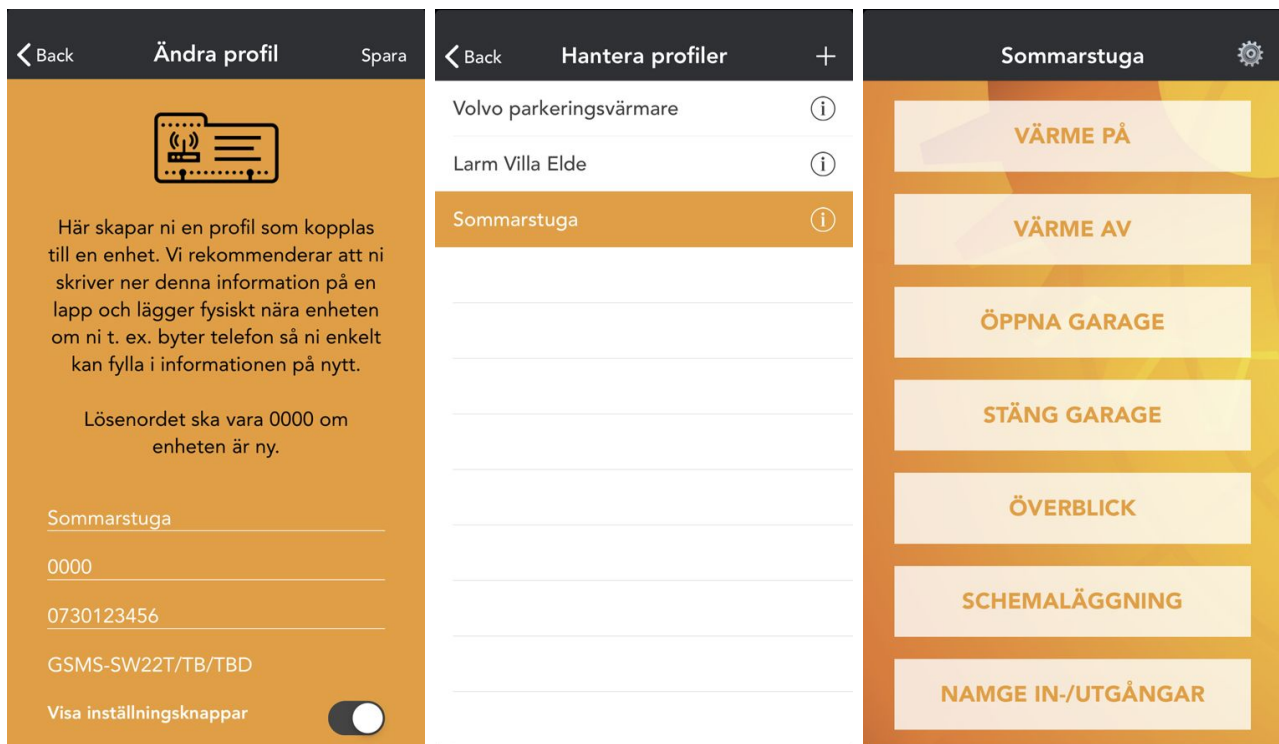 Back
Ändra profil
Spara
Här skapar ni en profil som kopplas
till en enhet. Vi rekommenderar att ni
skriver ner denna information på en
lapp och lägger fysiskt nära enheten
om ni t. ex. byter telefon så ni enkelt
kan fylla i informationen på nytt.
Lösenordet ska vara 0000 om
enheten är ny.
Sommarstuga
0000
0730123456
GSMS-SW22T/TB/TBD
Visa inställningsknappar
Back
Hantera profiler
+
Volvo parkeringsvärmare
Larm Villa Elde
Sommarstuga
Sommarstuga
VÄRME PÅ
VÄRME AV
ÖPPNA GARAGE
STÄNG GARAGE
ÖVERBLICK
SCHEMALÄGGNING
NAMGE IN-/UTGÅNGAR